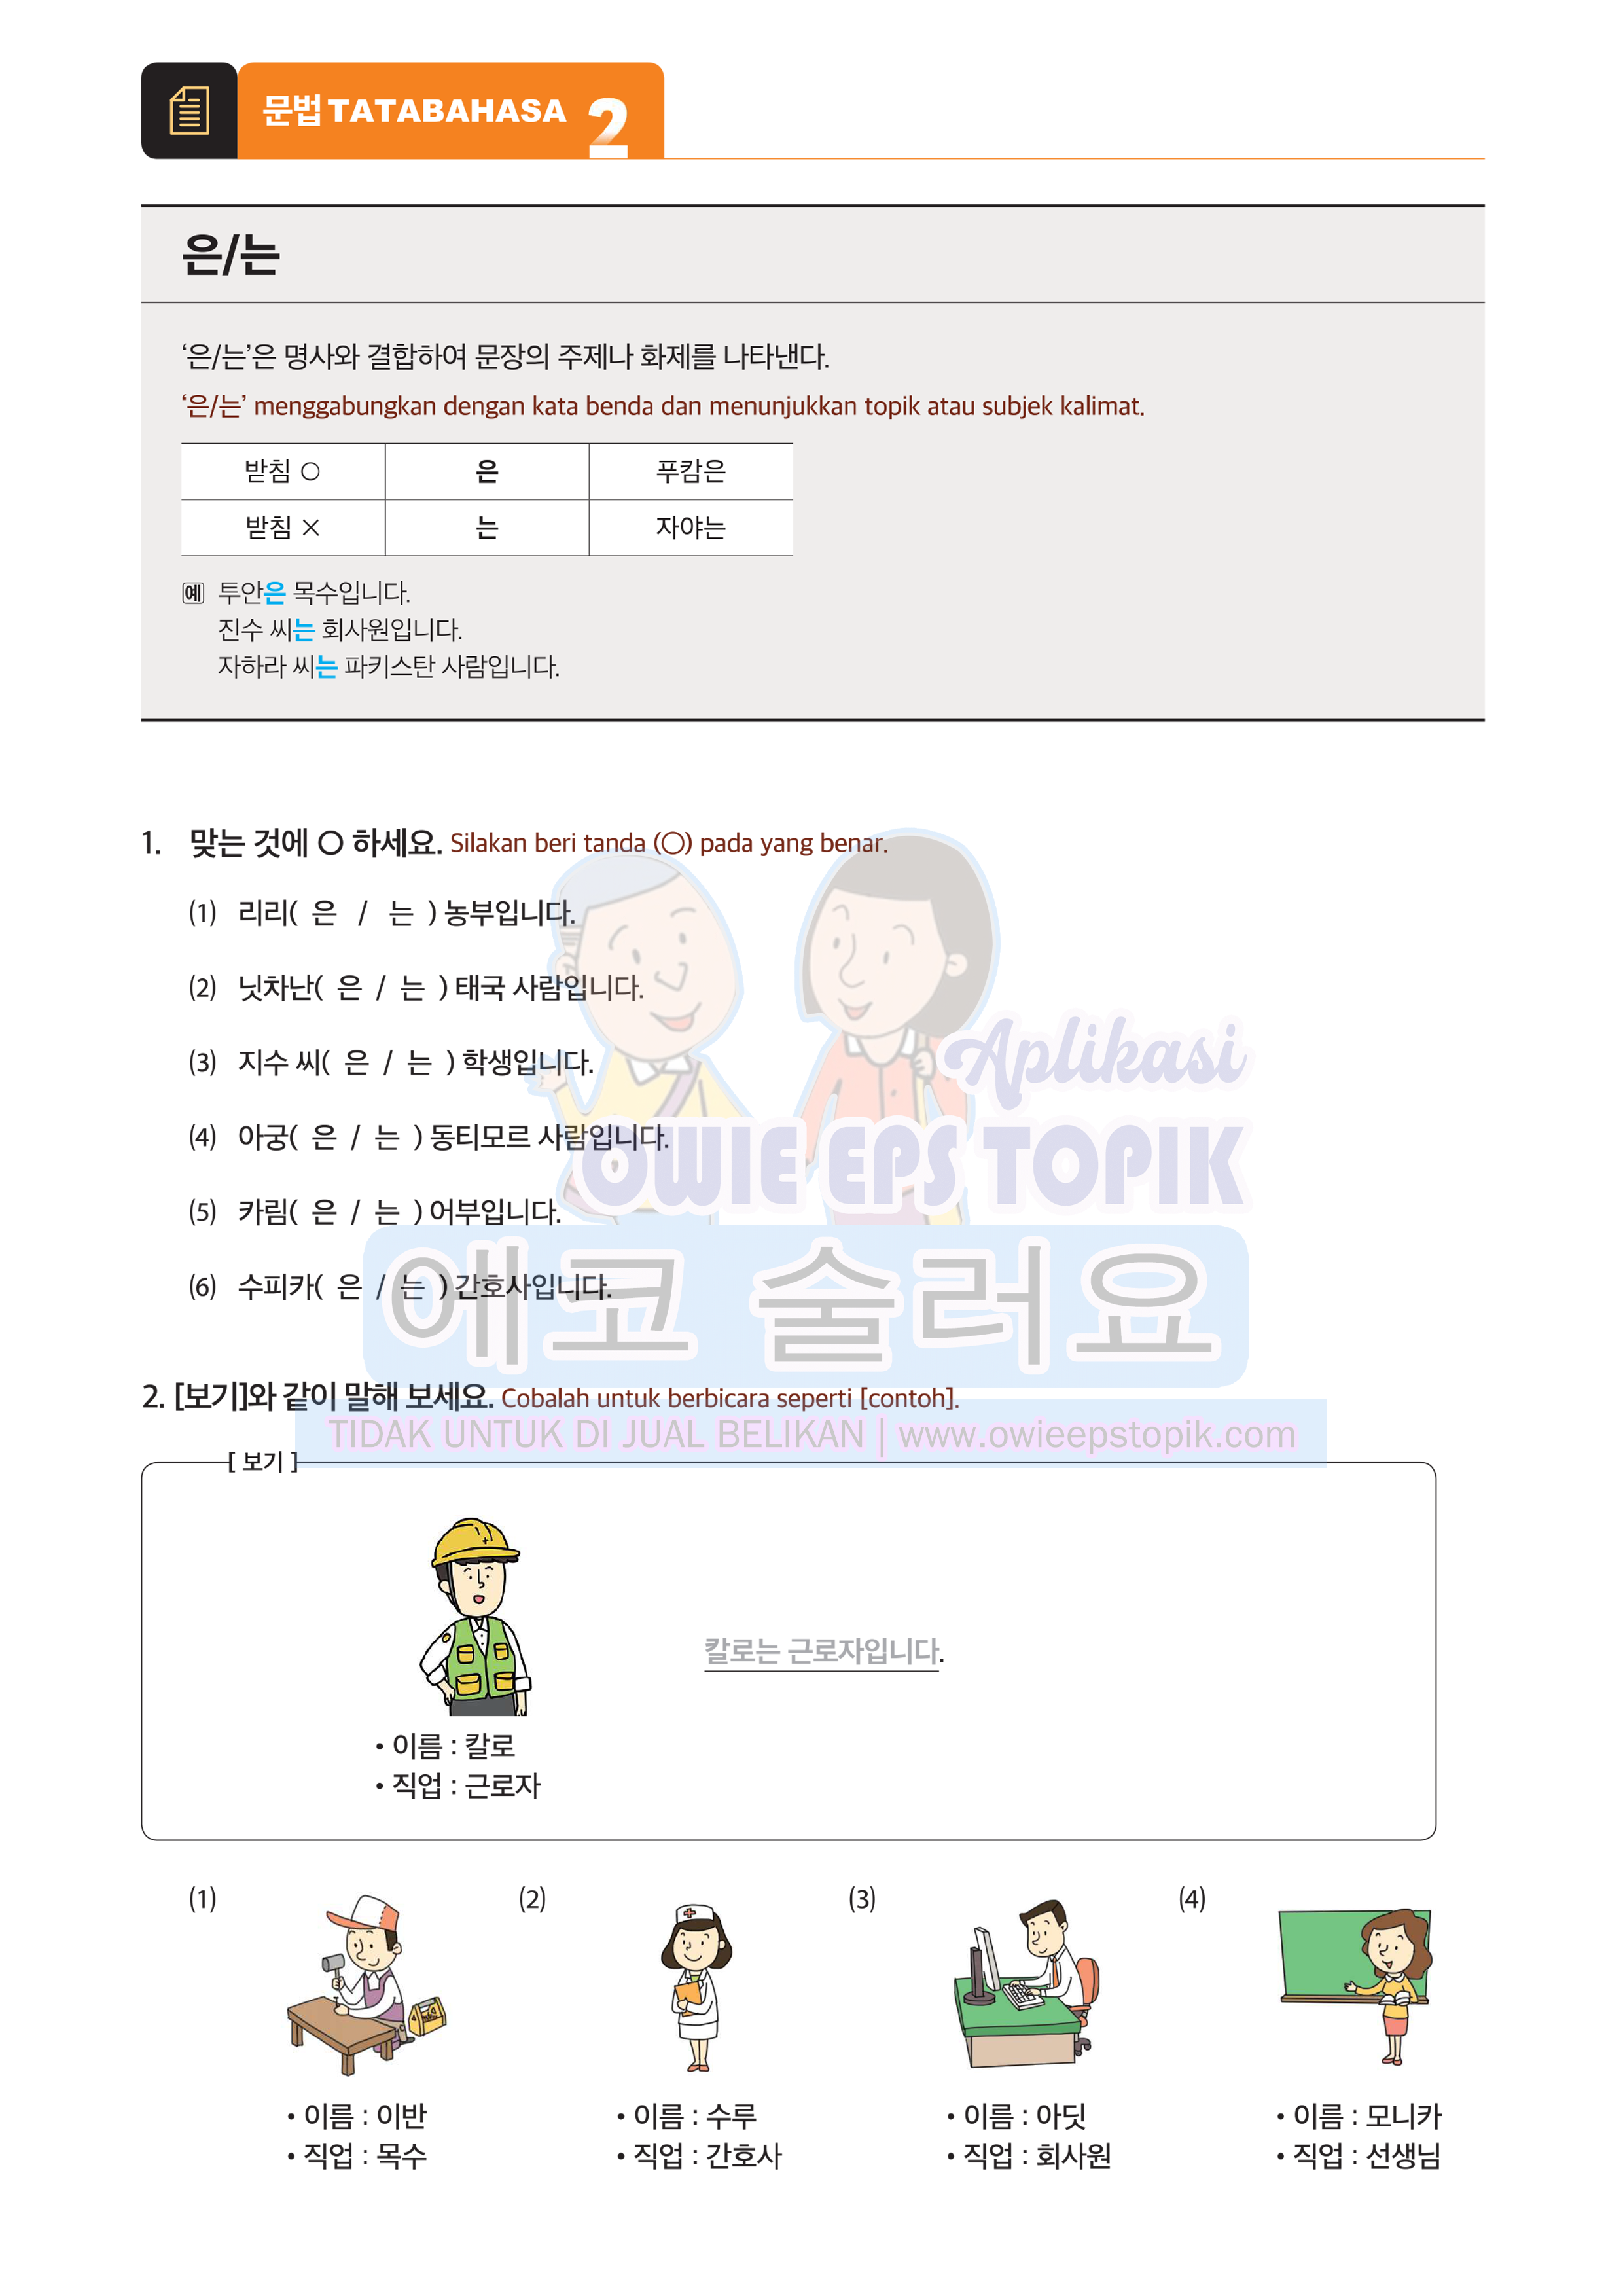 문법 TATABAHASA 2
은/는
‘은/는’은 명사와 결합하여 문장의 주제나 화제를 나타낸다.
‘은/는’ menggabungkan dengan kata benda dan menunjukkan topik atau subjek kalimat.
받침 ○ 은 푸캄은
받침 × 는 자야는
예 투안은 목수입니다.
진수 씨는 회사원입니다.
자하라 씨는 파키스탄 사람입니다.
1. 맞는 것에 ○ 하세요. Silakan beri tanda (○) pada yang benar.
(1) 리리( 은 / 는 ) 농부입니다.
(2) 닛차난( 은 / 는 ) 태국 사람입니다.
(3) 지수 씨( 은 / 는 ) 학생입니다.
Aplikasi
(4) 아궁( 은 / 는 ) 동티모르 사람입니다.
OWIE EPS TOPIK
(5) 카림( 은 / 는 ) 어부입니다.
(6) 수피카( 은 / 는 ) 간호사입니다.
에코 술러요
2. [보기]와 같이 말해 보세요. Cobalah untuk berbicara seperti [contoh].
TIDAK UNTUK DI JUAL BELIKAN | www.owieepstopik.com
[ 보기 ]
칼로는 근로자입니다.
• 이름 : 칼로
• 직업 : 근로자
(1) (2) (3) (4)
• 이름 : 이반
• 직업 : 목수
• 이름 : 수루
• 직업 : 간호사
• 이름 : 아딧
• 직업 : 회사원
• 이름 : 모니카
• 직업 : 선생님